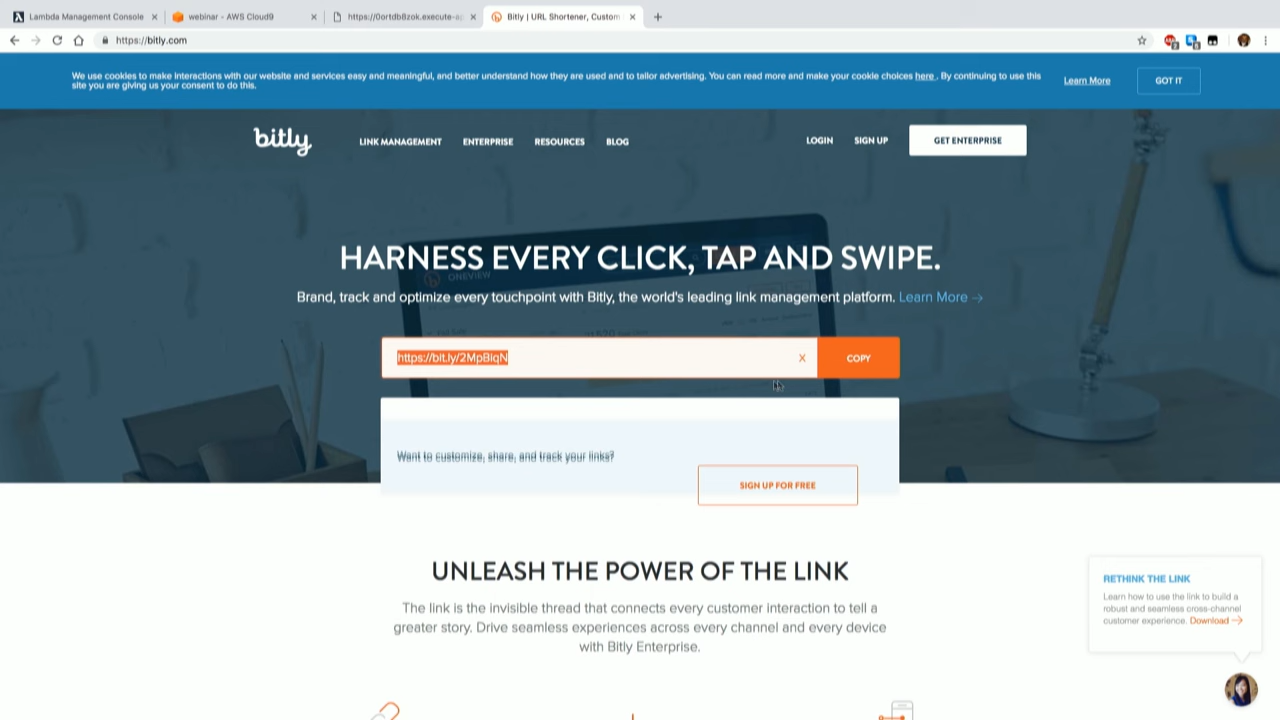 Lambda Management Console
webinar - AWS Cloud9
https://0ortdb8zok.execute-a
Bitly | URL Shortener, Custom
https://bitly.com
We use cookies to make interactions with our website and services easy and meaningful, and better understand how they are used and to tailor advertising. You can read more and make your cookie choices here . By continuing to use this
site you are giving us your consent to do this.
Learn More
GOT IT
bitly
LINK MANAGEMENT
ENTERPRISE
RESOURCES
BLOG
LOGIN
SIGN UP
GET ENTERPRISE
HARNESS EVERY CLICK, TAP AND SWIPE.
ONEVIEW
Brand, track and optimize every touchpoint with Bitly, the world's leading link management platform. Learn More →
https://bit.ly/2MpBiqN
X
COPY
Want to customize, share, and track your links?
SIGN UP FOR FREE
UNLEASH THE POWER OF THE LINK
The link is the invisible thread that connects every customer interaction to tell a
greater story. Drive seamless experiences across every channel and every device
with Bitly Enterprise.
RETHINK THE LINK
Learn how to use the link to build a
robust and seamless cross-channel
customer experience. Download →